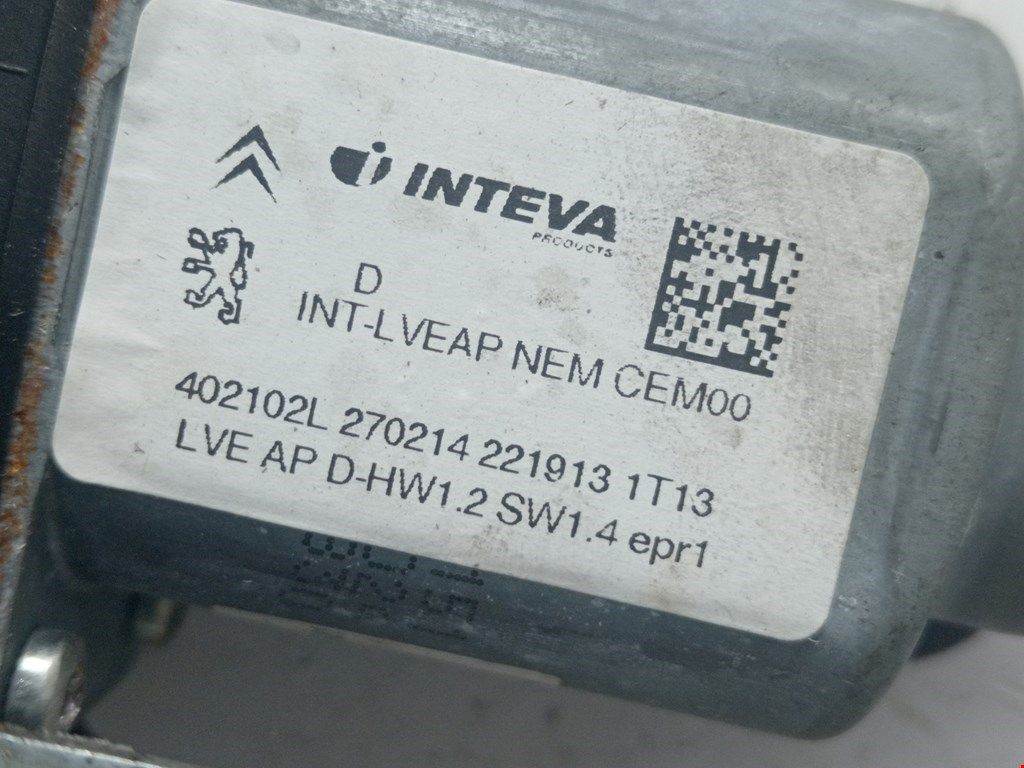 INTEVA
PRODUCTS
D
INT-LVEAP NEM CEM00
402102L 270214 221913 1T13
LVE AP D-HW1.2 SW1.4 epr1